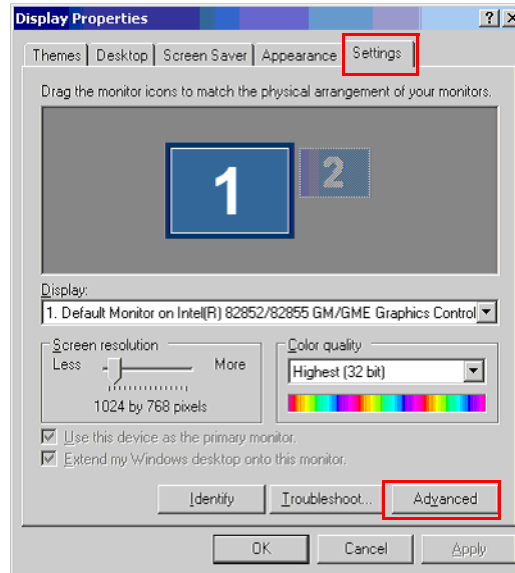 Display Properties
Themes Desktop Screen Saver Appearance Settings
Drag the monitor icons to match the physical arrangement of your monitors.
1 2
Display:
1. Default Monitor on Intel(R) 82852/82855 GM/GME Graphics Control
Screen resolution
Less More
1024 by 768 pixels
Color quality
Highest (32 bit)
Use this device as the primary monitor.
Extend my Windows desktop onto this monitor.
Identify Troubleshoot... Advanced
OK Cancel Apply